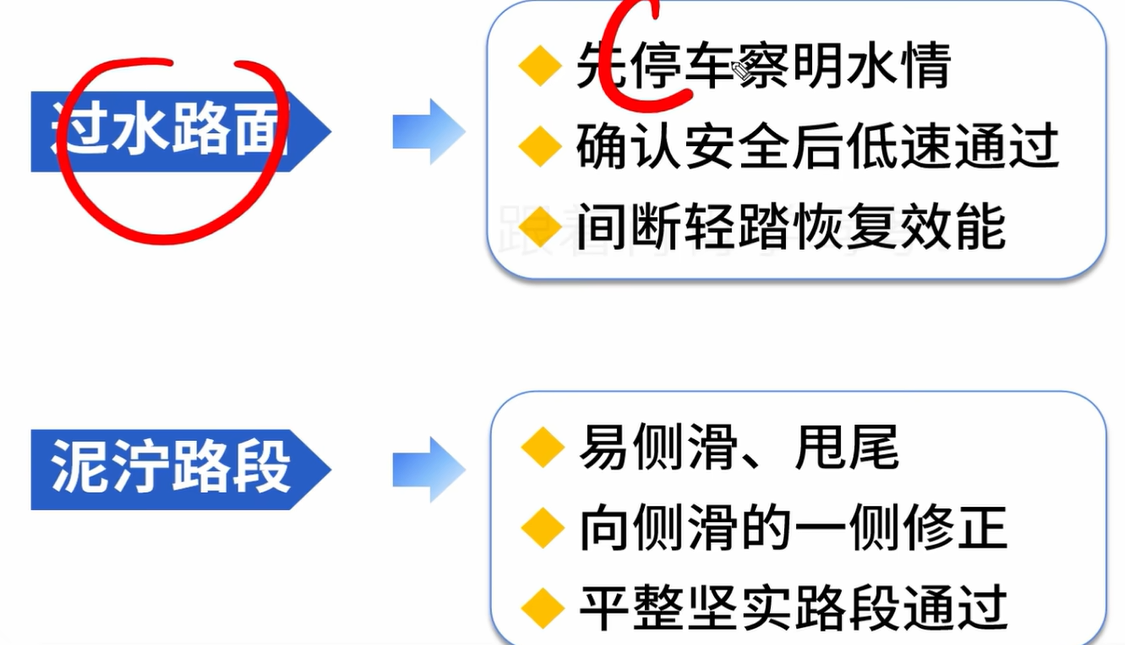 过水路面
先停车察明水情
确认安全后低速通过
间断轻踏恢复效能
泥泞路段
易侧滑、甩尾
向侧滑的一侧修正
平整坚实路段通过